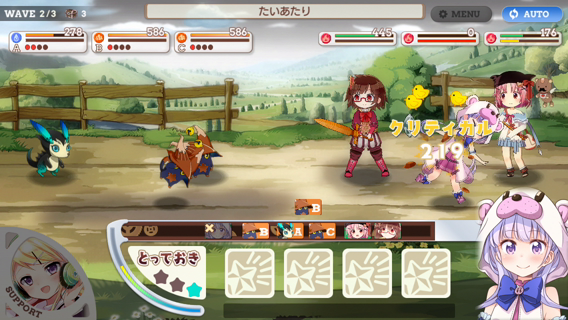 WAVE 2/3 3
たいあたり
MENU
AUTO
278
586
586
A
B
C
445
0
176
クリティカル
219
B
B
A
C
とっておき
SUPPORT